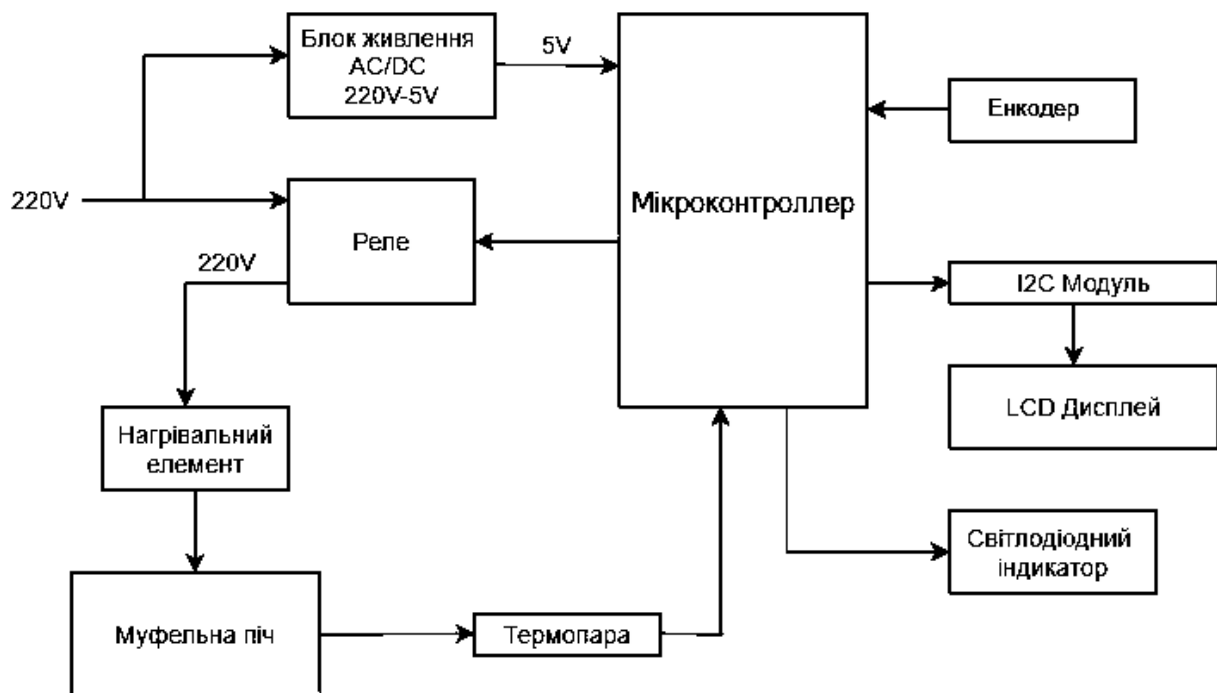 Блок живлення
AC/DC
220V-5V
5V
Енкодер
220V
Мікроконтроллер
Реле
220V
I2C Модуль
LCD Дисплей
Нагрівальний
елемент
Світлодіодний
індикатор
Муфельна піч
Термопара